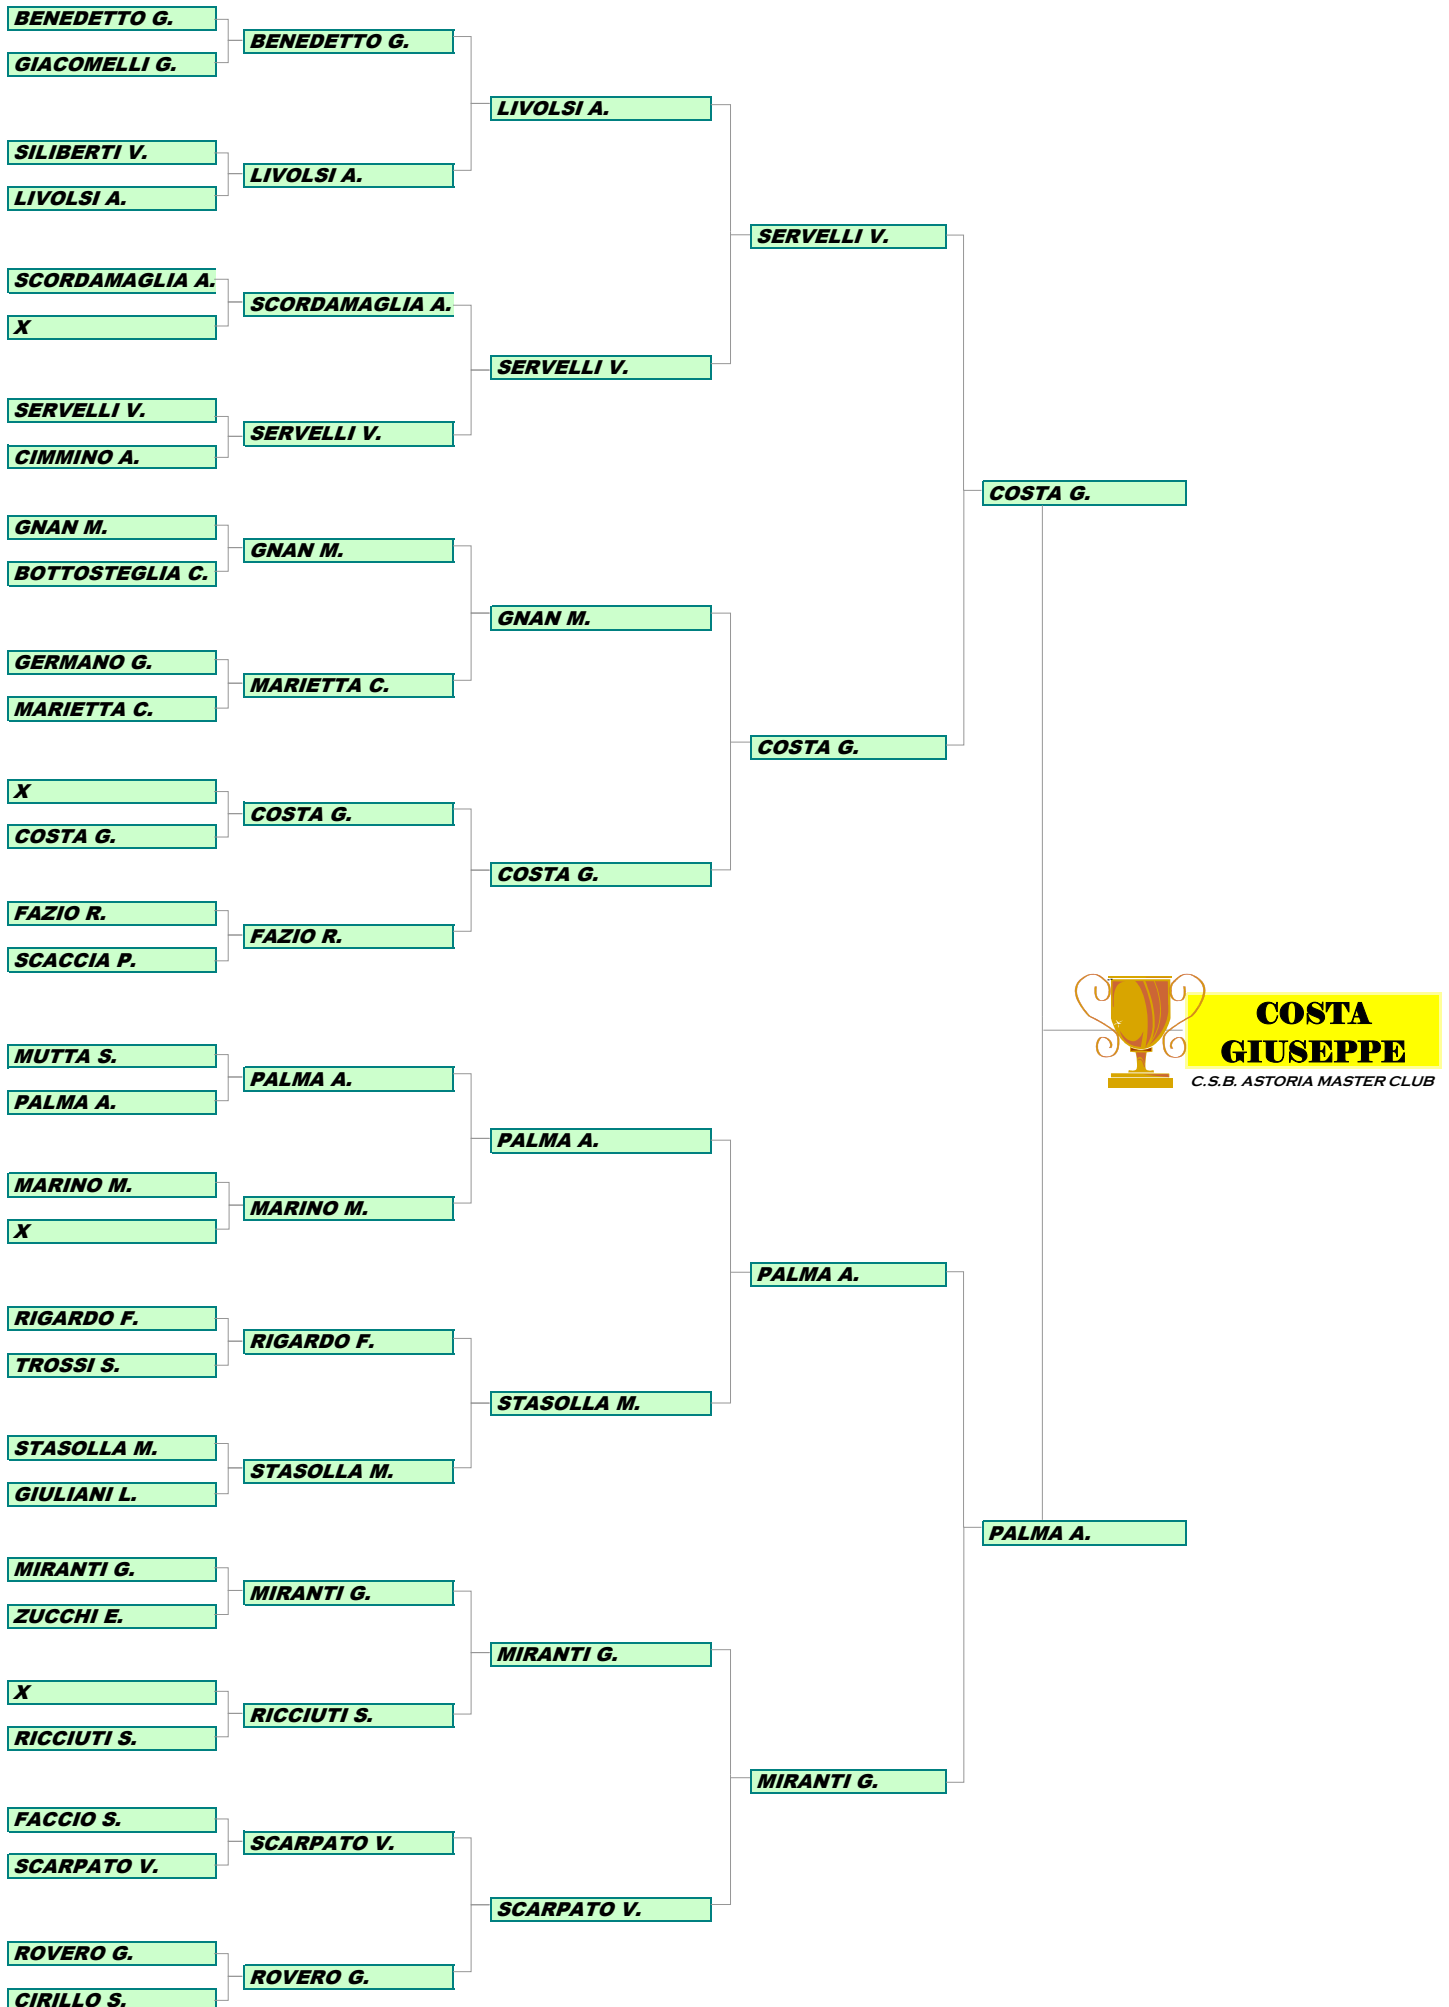 BENEDETTO G.
GIACOMELLI G.
SILIBERTI V.
LIVOLSI A.
SCORDAMAGLIA A.
X
SERVELLI V.
CIMMINO A.
GNAN M.
BOTTOSTEGLIA C.
GERMANO G.
MARIETTA C.
X
COSTA G.
FAZIO R.
SCACCIA P.
MUTTA S.
PALMA A.
MARINO M.
X
RIGARDO F.
TROSSI S.
STASOLLA M.
GIULIANI L.
MIRANTI G.
ZUCCHI E.
X
RICCIUTI S.
FACCIO S.
SCARPATO V.
ROVERO G.
CIRILLO S.
BENEDETTO G.
LIVOLSI A.
SCORDAMAGLIA A.
SERVELLI V.
GNAN M.
MARIETTA C.
COSTA G.
FAZIO R.
PALMA A.
MARINO M.
RIGARDO F.
STASOLLA M.
MIRANTI G.
RICCIUTI S.
SCARPATO V.
ROVERO G.
LIVOLSI A.
SERVELLI V.
GNAN M.
COSTA G.
PALMA A.
STASOLLA M.
MIRANTI G.
SCARPATO V.
SERVELLI V.
COSTA G.
PALMA A.
MIRANTI G.
COSTA G.
PALMA A.
COSTA
GIUSEPPE
C.S.B. ASTORIA MASTER CLUB